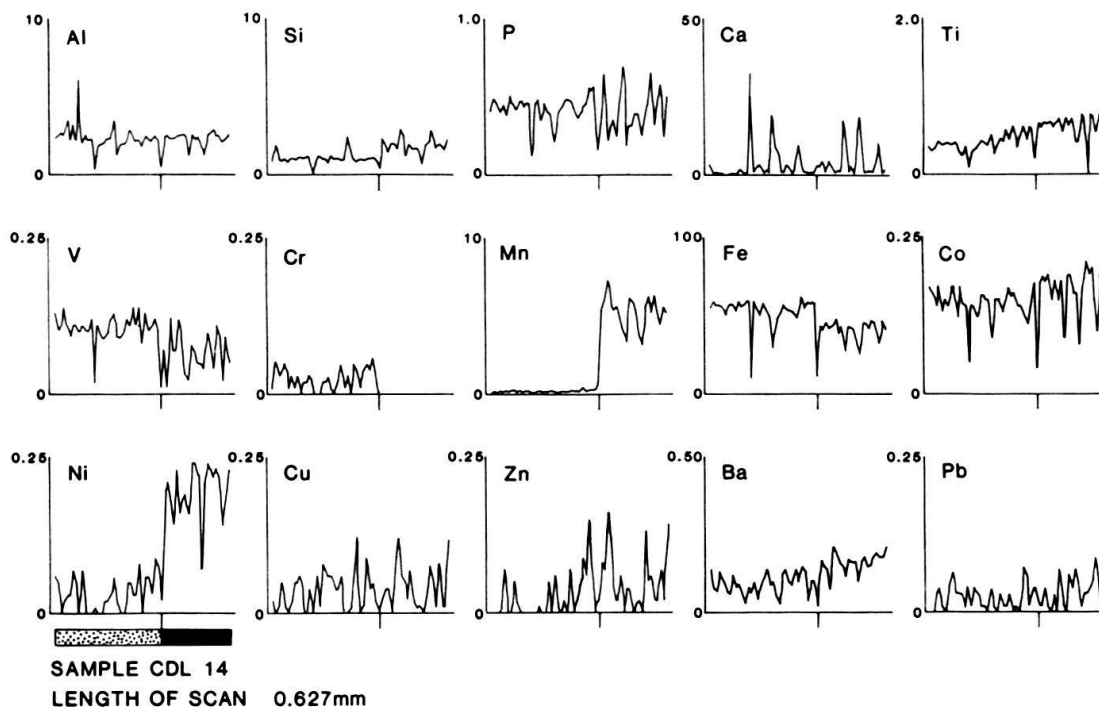 10 Al 0
10 Si 0
1.0 P 0
50 Ca 0
2.0 Ti 0
0.25 V 0
0.25 Cr 0
10 Mn 0
100 Fe 0
0.25 Co 0
0.25 Ni 0
0.25 Cu 0
0.25 Zn 0
0.50 Ba 0
0.25 Pb 0
SAMPLE CDL 14
LENGTH OF SCAN 0.627mm